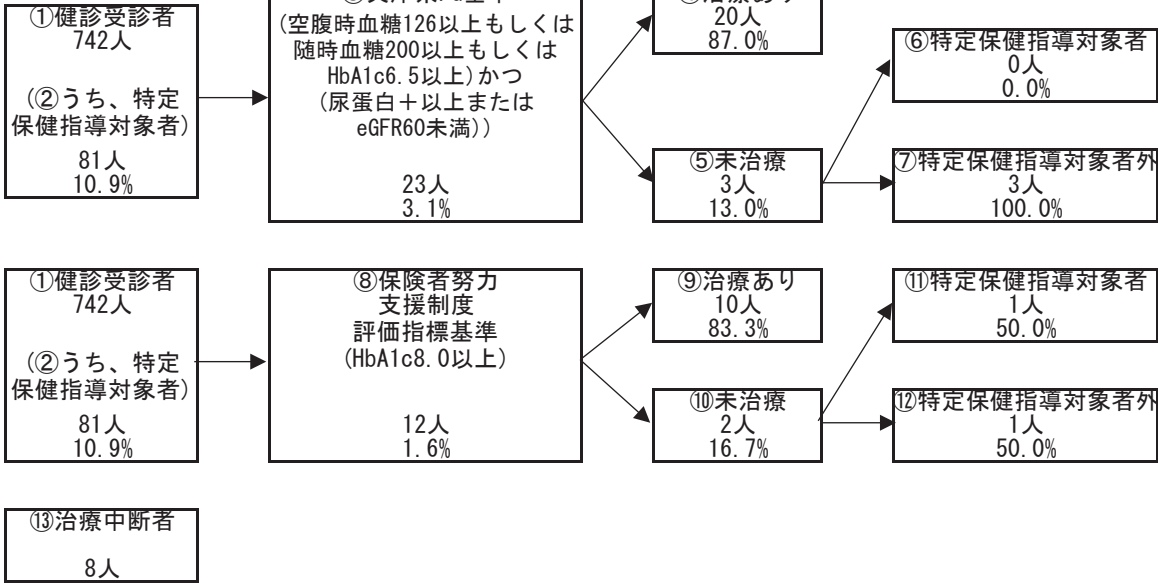 ①健診受診者
742人
(②うち、特定
保健指導対象者)
81人
10.9%
(空腹時血糖126以上もしくは
随時血糖200以上もしくは
HbA1c6.5以上)かつ
(尿蛋白+以上または
eGFR60未満))
23人
3.1%
治療あり
20人
87.0%
⑤未治療
3人
13.0%
⑥特定保健指導対象者
0人
0.0%
⑦特定保健指導対象者外
3人
100.0%
①健診受診者
742人
(②うち、特定
保健指導対象者)
81人
10.9%
⑧保険者努力
支援制度
評価指標基準
(HbA1c8.0以上)
12人
1.6%
⑨治療あり
10人
83.3%
⑩未治療
2人
16.7%
⑪特定保健指導対象者
1人
50.0%
⑫特定保健指導対象者外
1人
50.0%
⑬治療中断者
8人